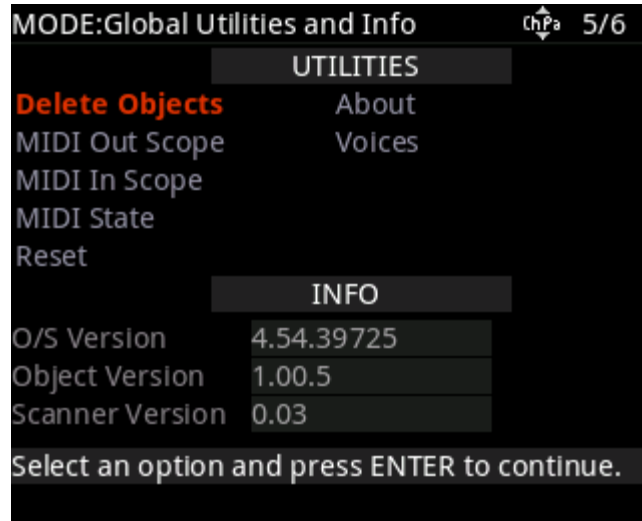 MODE:Global Utilities and Info ChPa 5/6
UTILITIES
Delete Objects About
MIDI Out Scope Voices
MIDI In Scope
MIDI State
Reset
INFO
O/S Version 4.54.39725
Object Version 1.00.5
Scanner Version 0.03
Select an option and press ENTER to continue.